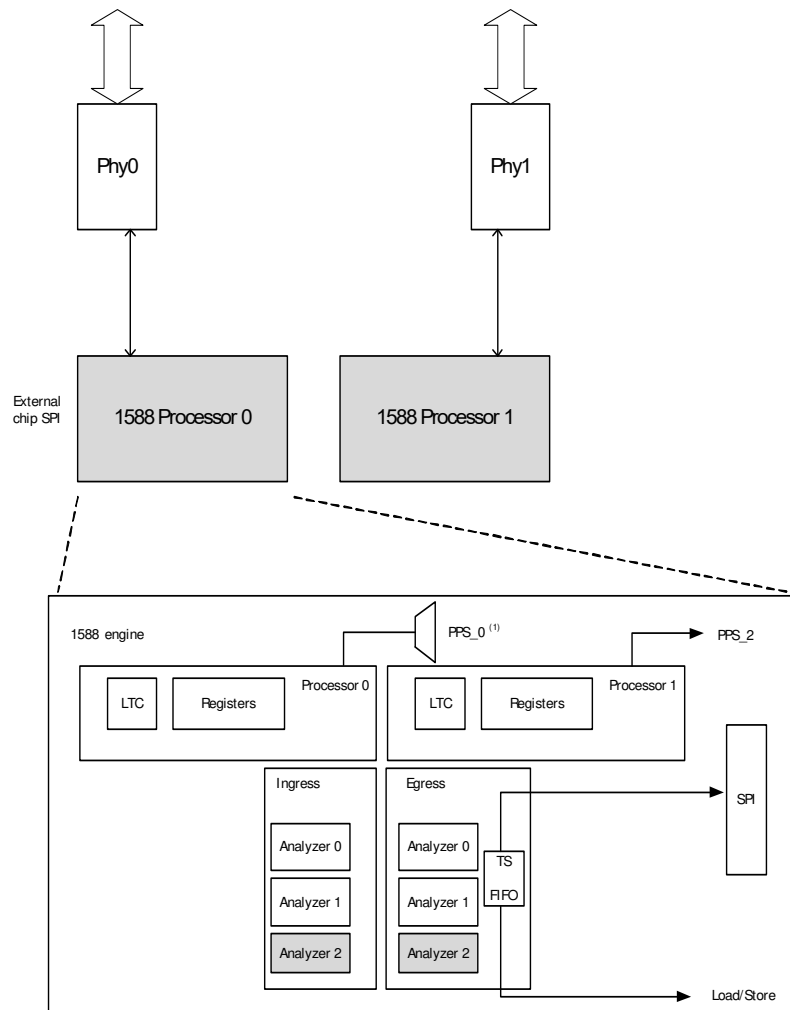 Phy0
Phy1
External
chip SPI
1588 Processor 0
1588 Processor 1
1588 engine
PPS_0 (1)
PPS_2
Processor 0
LTC
Registers
Processor 1
LTC
Registers
Ingress
Analyzer 0
Analyzer 1
Analyzer 2
Egress
Analyzer 0
Analyzer 1
Analyzer 2
TS
FIFO
SPI
Load/Store